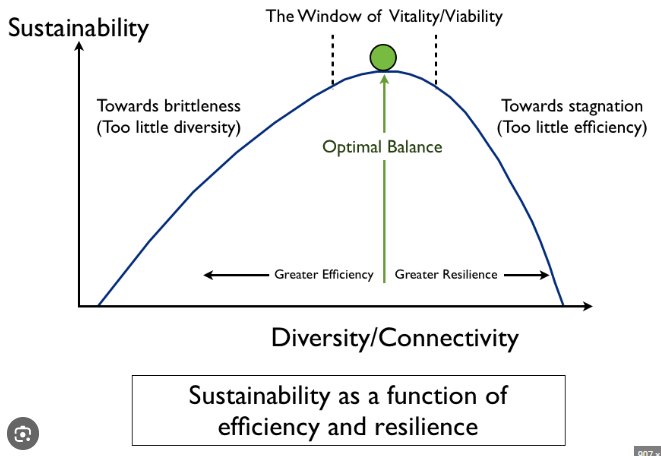 The Window of Vitality/Viability
Sustainability
Towards brittleness
(Too little diversity)
Towards stagnation
(Too little efficiency)
Optimal Balance
Greater Efficiency
Greater Resilience
Diversity/Connectivity
Sustainability as a function of
efficiency and resilience